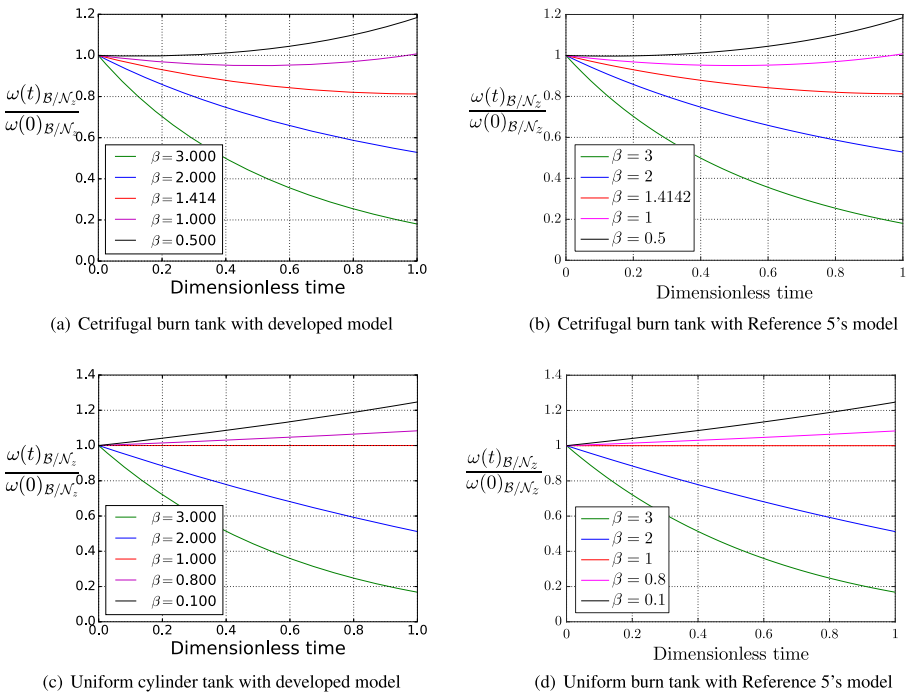 1.2
1.0
0.8
0.6
0.4
0.2
0.0
ω(t)_{B/N_z}
ω(0)_{B/N_z}
β = 3.000
β = 2.000
β = 1.414
β = 1.000
β = 0.500
0.0 0.2 0.4 0.6 0.8 1.0
Dimensionless time
(a) Cetrifugal burn tank with developed model
1.2
1
0.8
0.6
0.4
0.2
0
ω(t)_{B/N_z}
ω(0)_{B/N_z}
β = 3
β = 2
β = 1.4142
β = 1
β = 0.5
0 0.2 0.4 0.6 0.8 1
Dimensionless time
(b) Cetrifugal burn tank with Reference 5's model
1.4
1.2
1.0
0.8
0.6
0.4
0.2
0.0
ω(t)_{B/N_z}
ω(0)_{B/N_z}
β = 3.000
β = 2.000
β = 1.000
β = 0.800
β = 0.100
0.0 0.2 0.4 0.6 0.8 1.0
Dimensionless time
(c) Uniform cylinder tank with developed model
1.4
1.2
1
0.8
0.6
0.4
0.2
0
ω(t)_{B/N_z}
ω(0)_{B/N_z}
β = 3
β = 2
β = 1
β = 0.8
β = 0.1
0 0.2 0.4 0.6 0.8 1
Dimensionless time
(d) Uniform burn tank with Reference 5's model